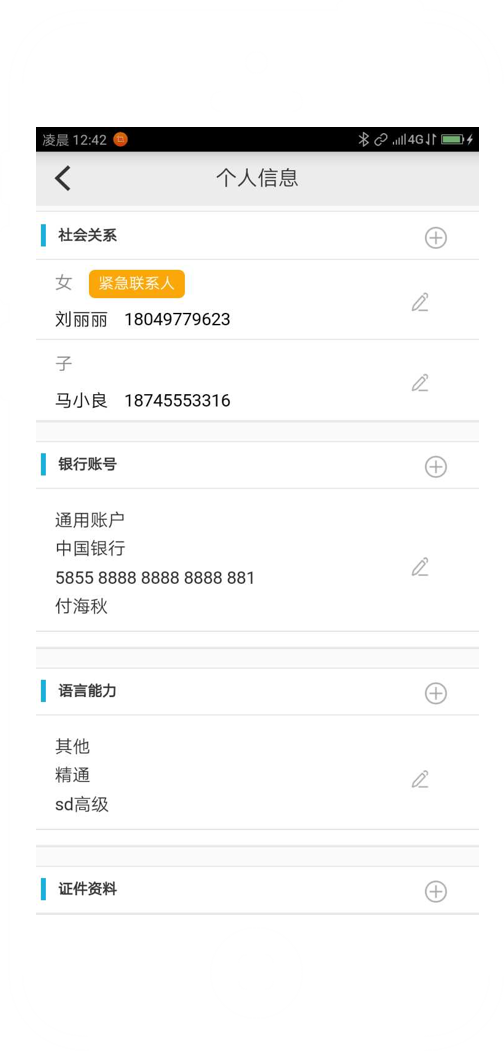 凌晨 12:42 4G
个人信息
社会关系
女 紧急联系人
刘丽丽 18049779623
子
马小良 18745553316
银行账号
通用账户
中国银行
5855 8888 8888 8888 881
付海秋
语言能力
其他
精通
sd高级
证件资料